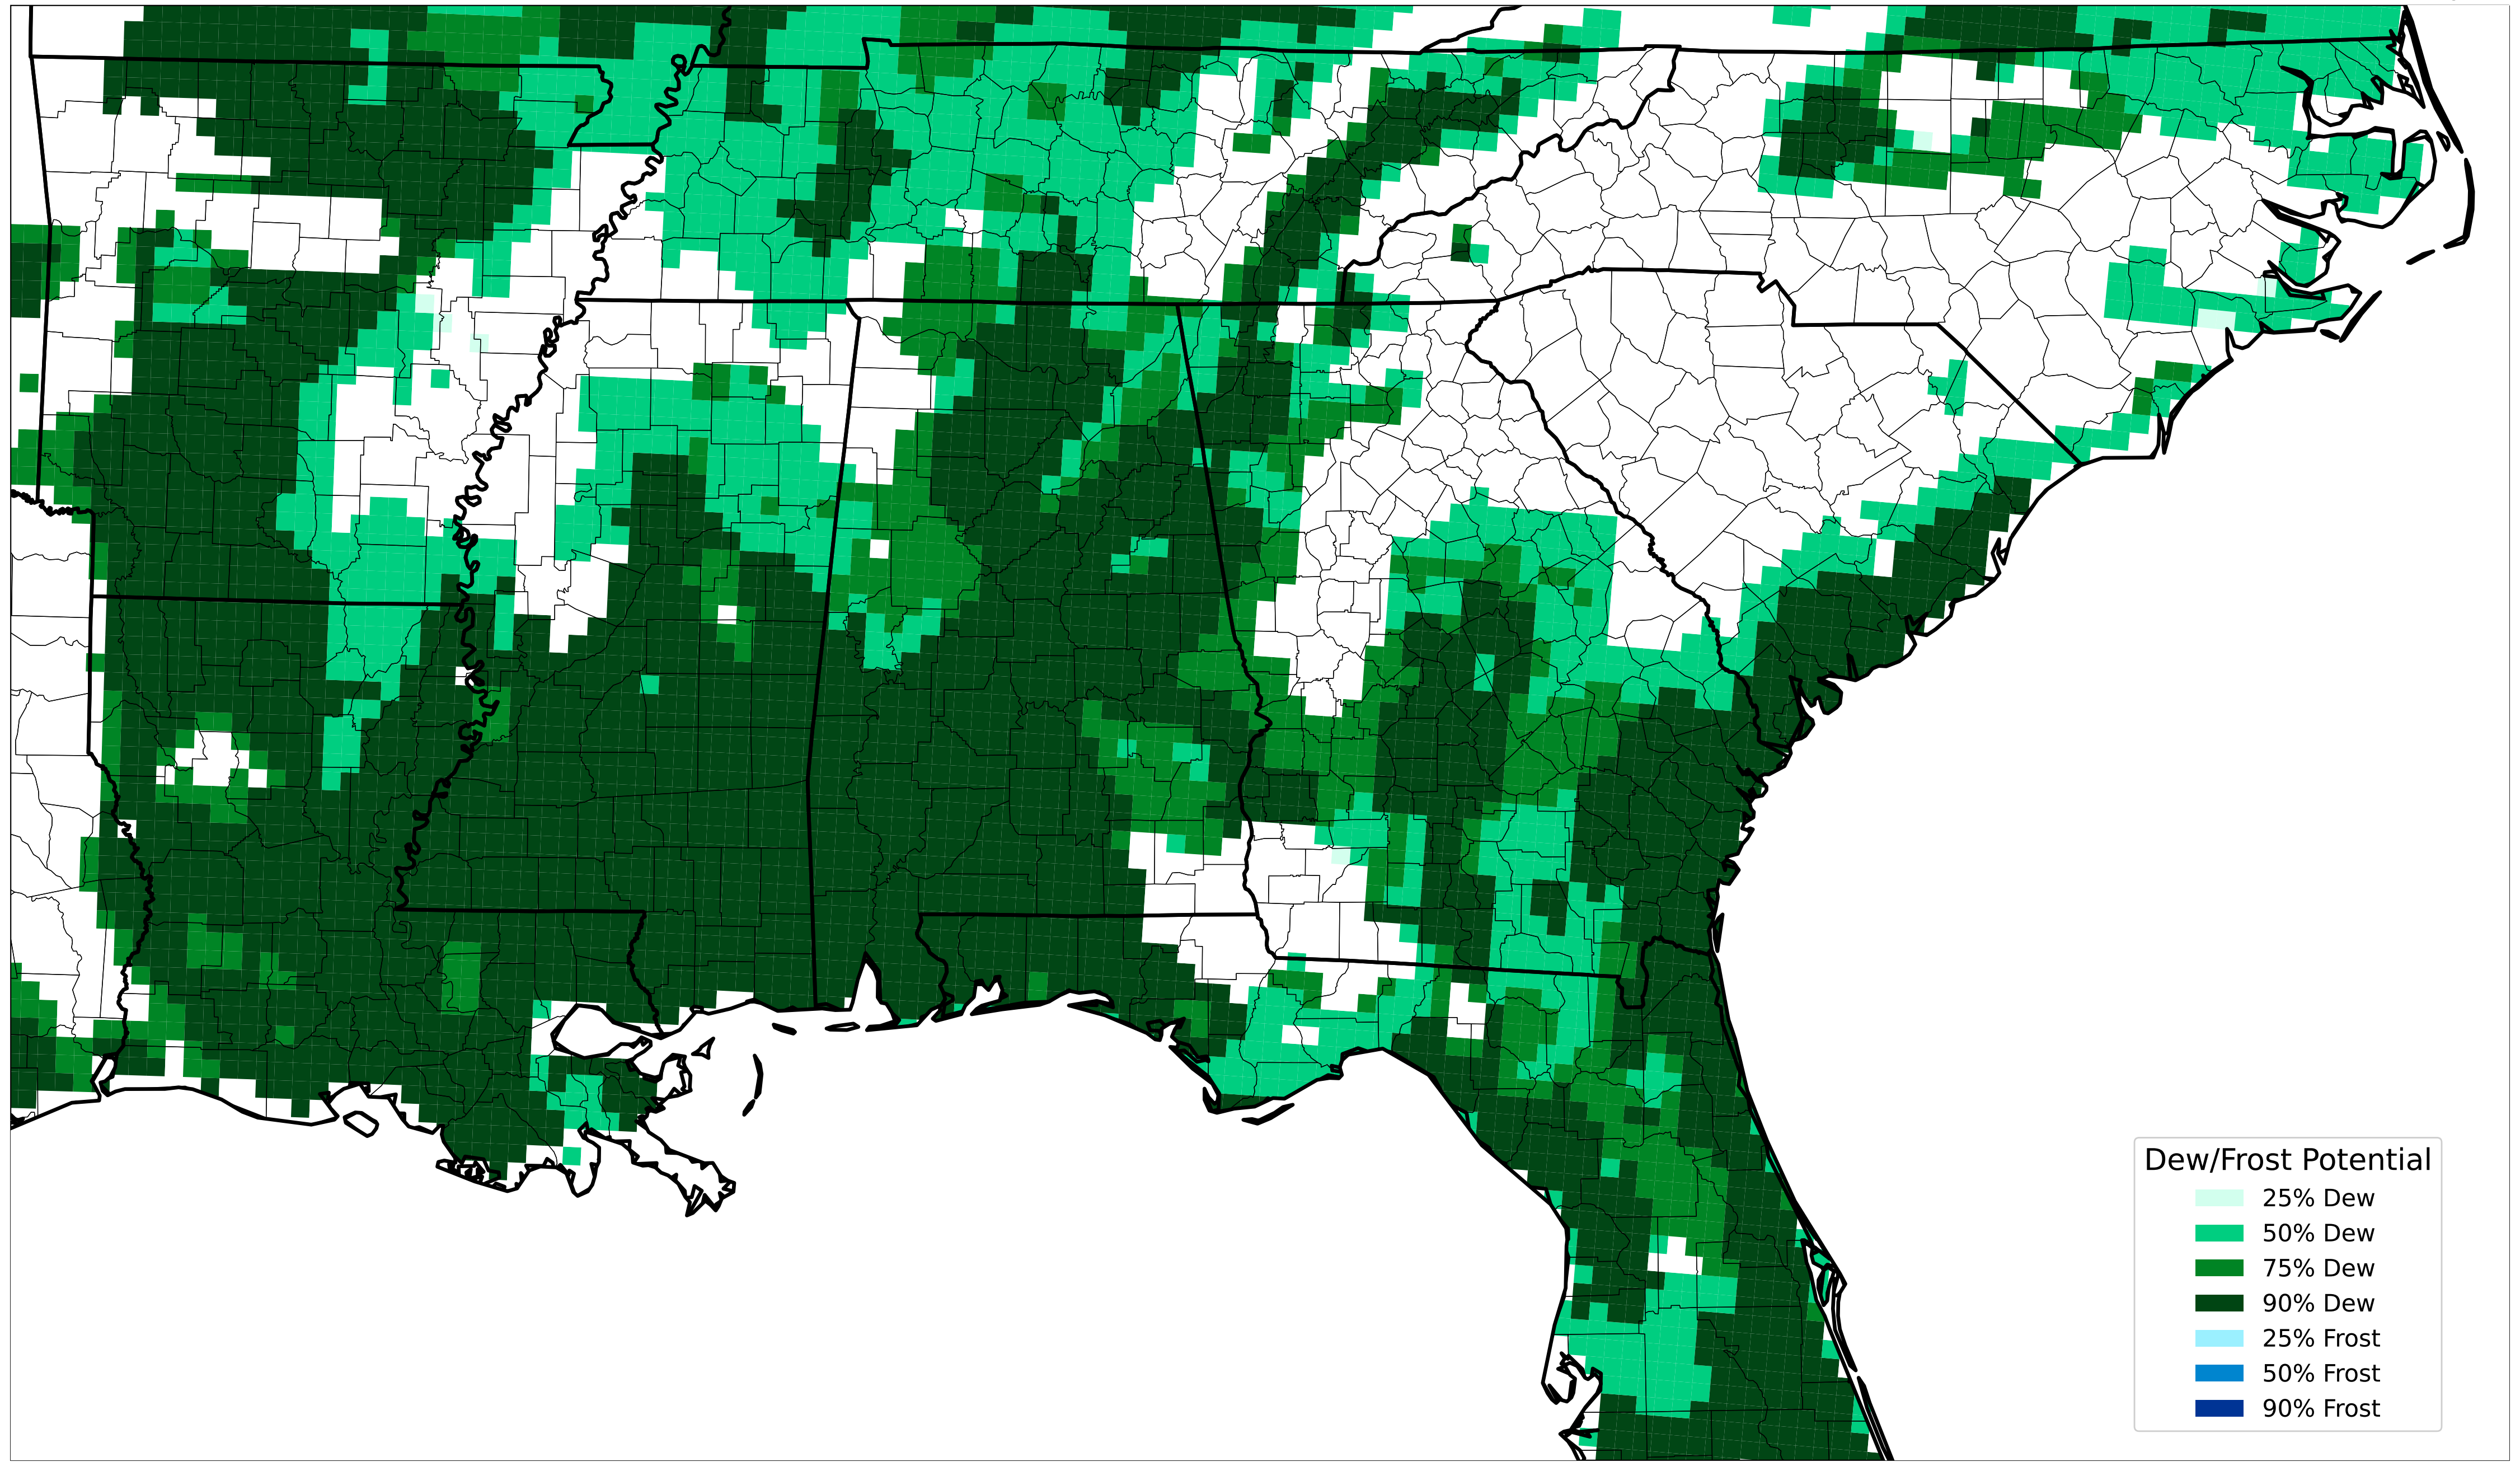 Dew/Frost Potential
25% Dew
50% Dew
75% Dew
90% Dew
25% Frost
50% Frost
90% Frost